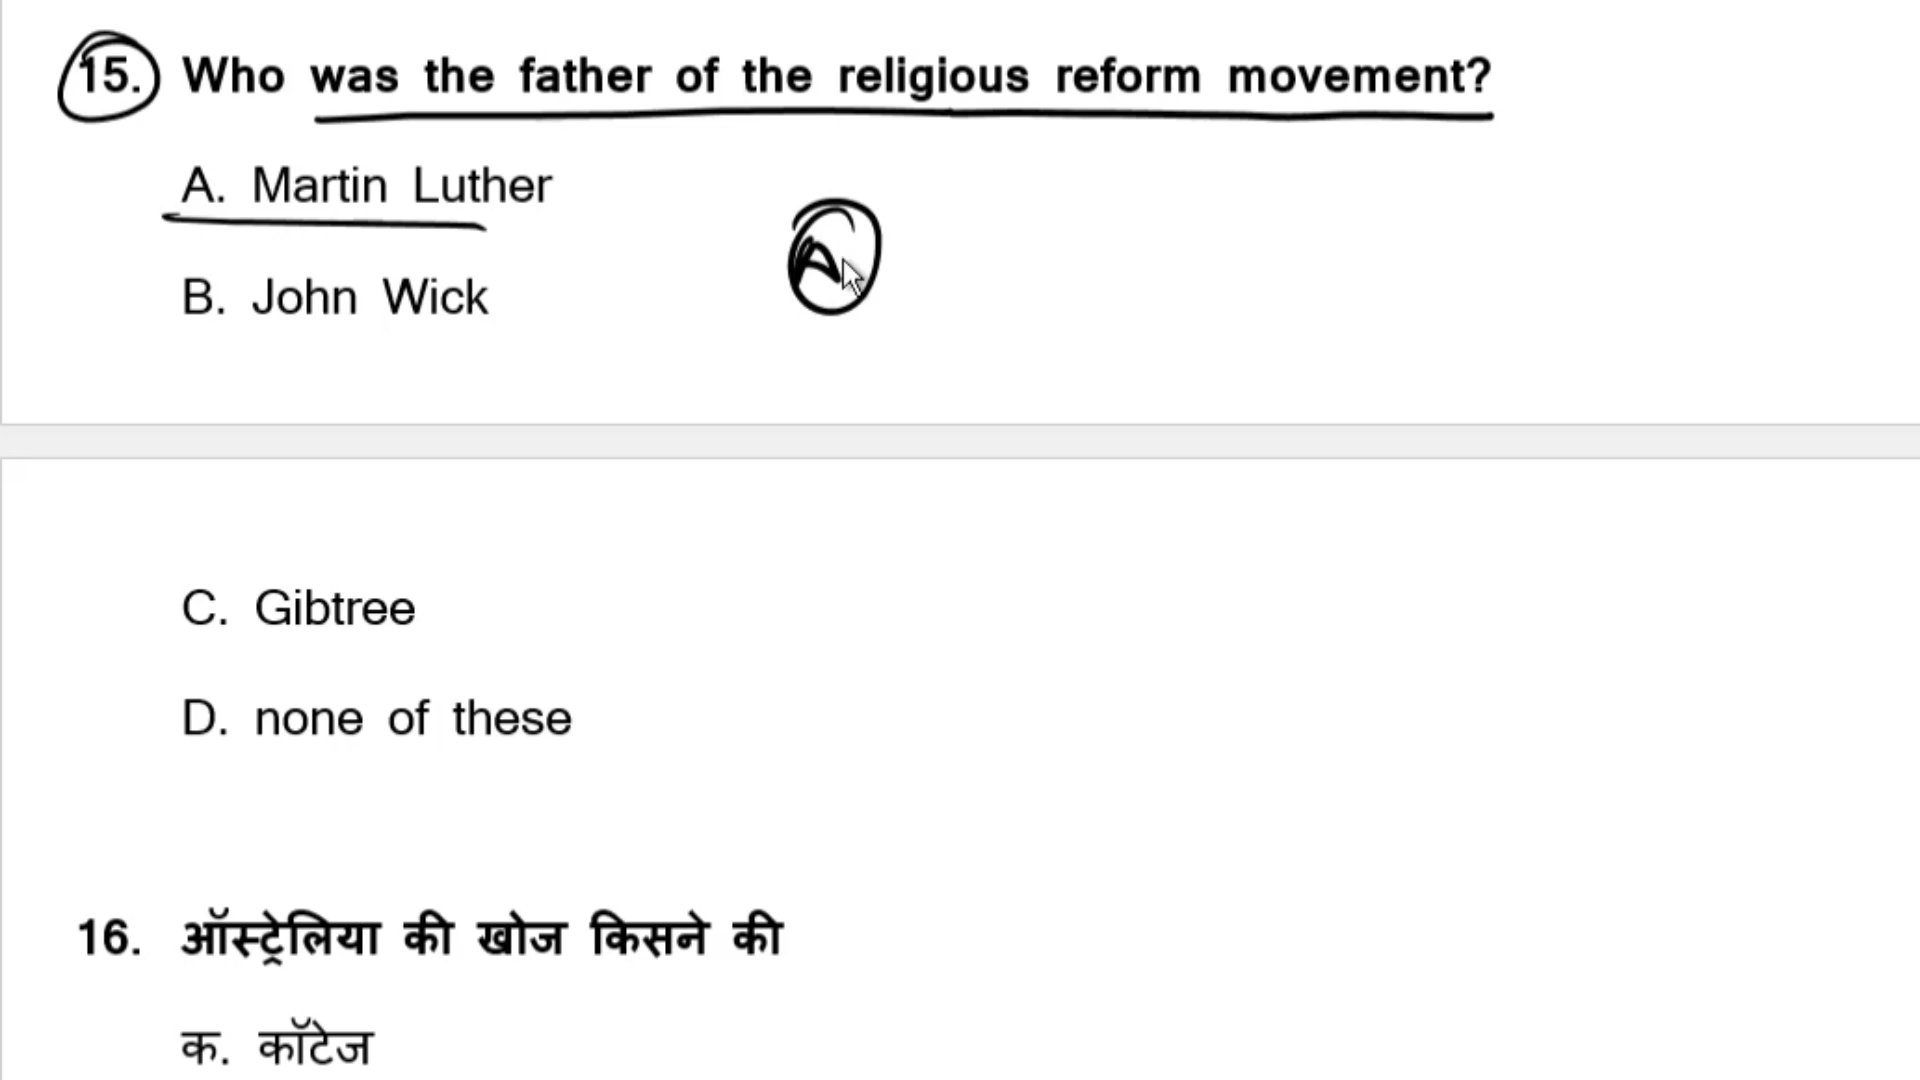 15. Who was the father of the religious reform movement?
A. Martin Luther
A
B. John Wick
C. Gibtree
D. none of these
16. ऑस्ट्रेलिया की खोज किसने की
क. कॉटेज